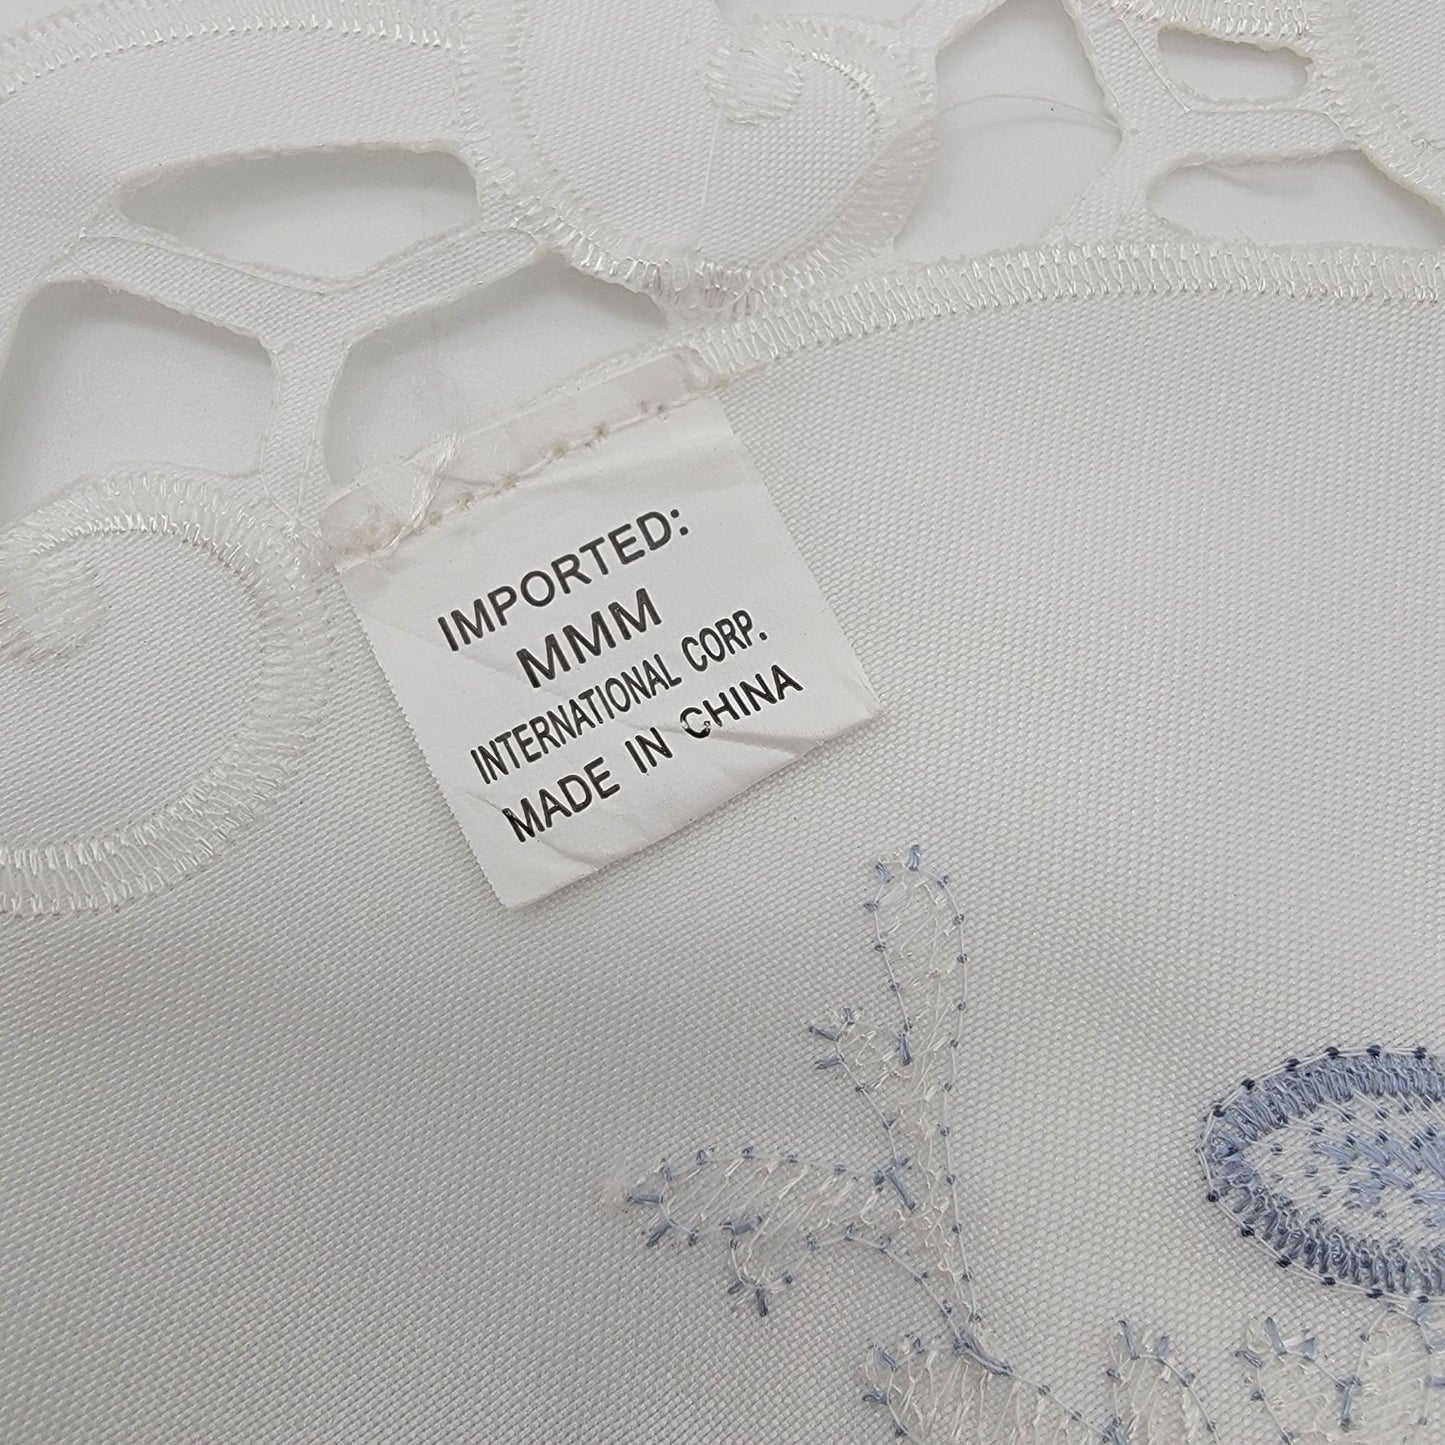 IMPORTED:
MMM
INTERNATIONAL CORP.
MADE IN CHINA